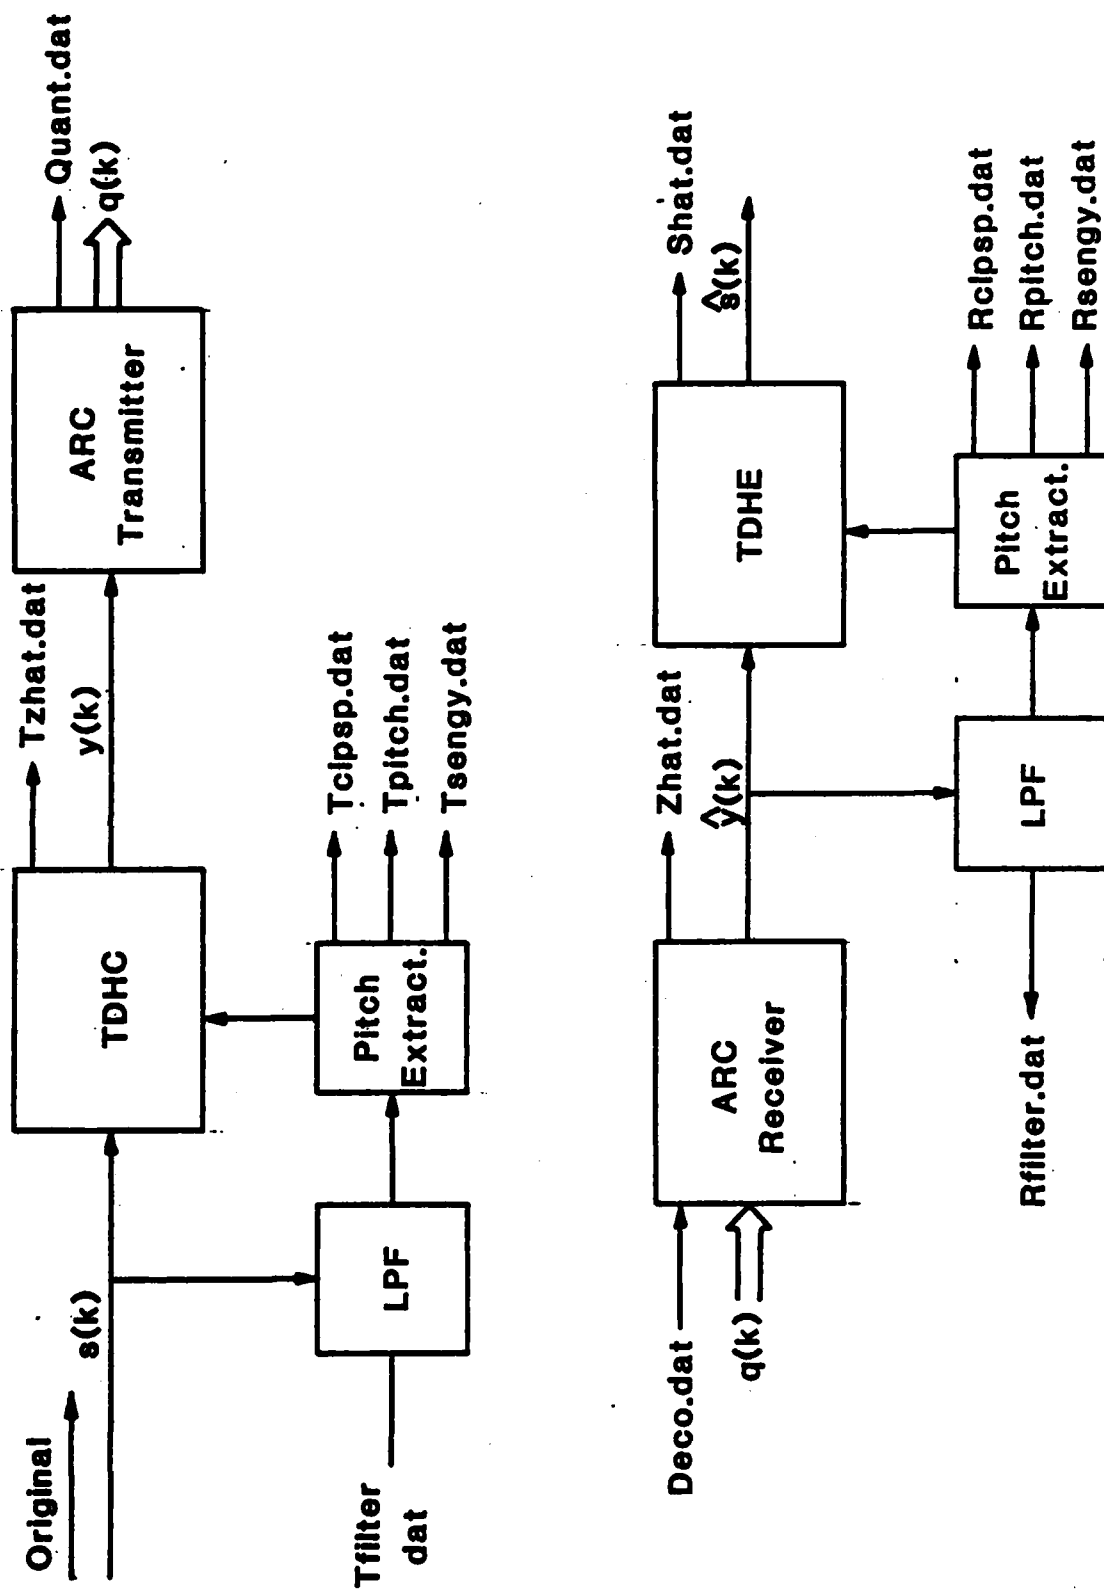 Original
s(k)
TDHC
Tzhat.dat
y(k)
ARC
Transmitter
Quant.dat
q(k)
Tfilter
dat
LPF
Pitch
Extract.
Tclpsp.dat
Tpitch.dat
Tsengy.dat
Deco.dat
q(k)
ARC
Receiver
Zhat.dat
ŷ(k)
TDHE
Shat.dat
ŝ(k)
Rfilter.dat
LPF
Pitch
Extract.
Rclpsp.dat
Rpitch.dat
Rsengy.dat